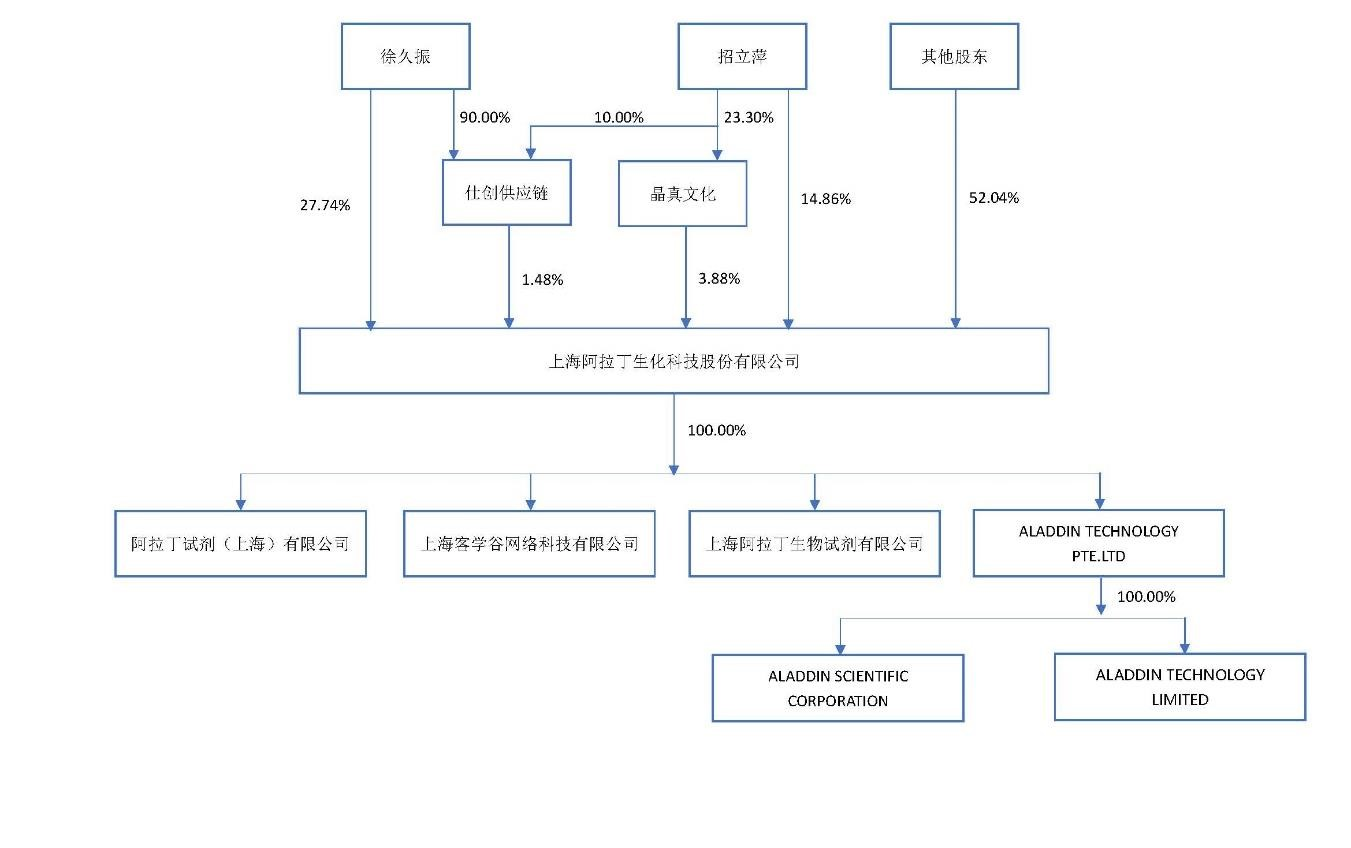 徐久振
招立萍
其他股东
90.00%
10.00%
23.30%
仕创供应链
晶真文化
27.74%
14.86%
52.04%
1.48%
3.88%
上海阿拉丁生化科技股份有限公司
100.00%
阿拉丁试剂（上海）有限公司
上海客学谷网络科技有限公司
上海阿拉丁生物试剂有限公司
ALADDIN TECHNOLOGY
PTE.LTD
100.00%
ALADDIN SCIENTIFIC
CORPORATION
ALADDIN TECHNOLOGY
LIMITED